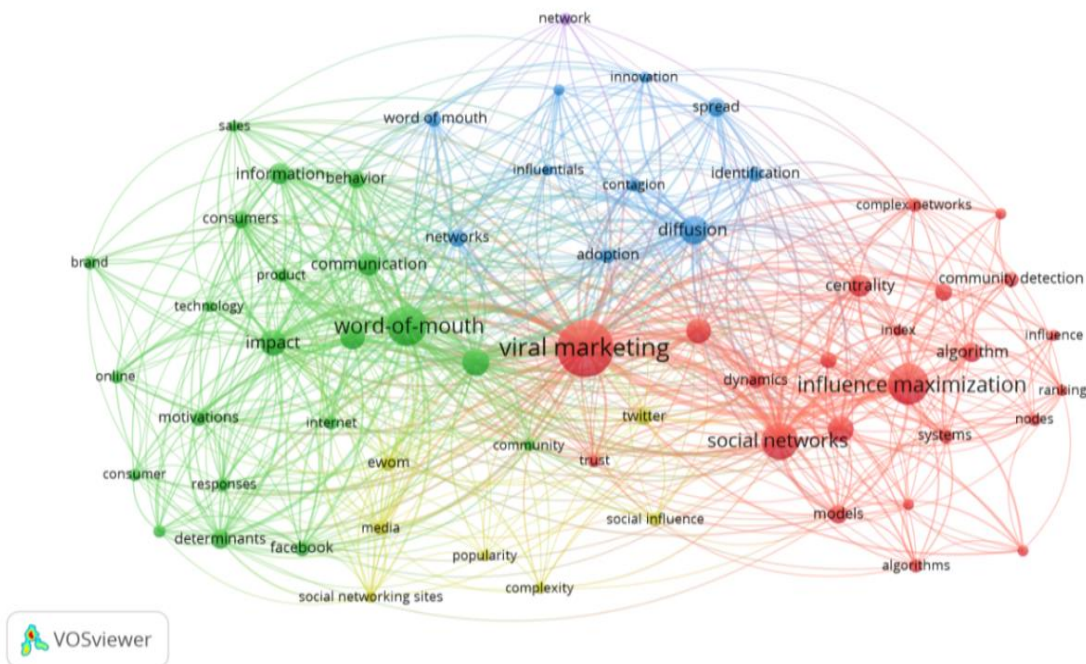 network
innovation
spread
word of mouth
sales
influentials
identification
information
behavior
contagion
complex networks
consumers
diffusion
networks
adoption
brand
communication
product
community detection
centrality
technology
word-of-mouth
index
influence
impact
viral marketing
algorithm
online
dynamics
influence maximization
ranking
motivations
internet
twitter
nodes
community
social networks
systems
ewom
trust
consumer
responses
media
social influence
models
determinants
facebook
popularity
algorithms
social networking sites
complexity
VOSviewer